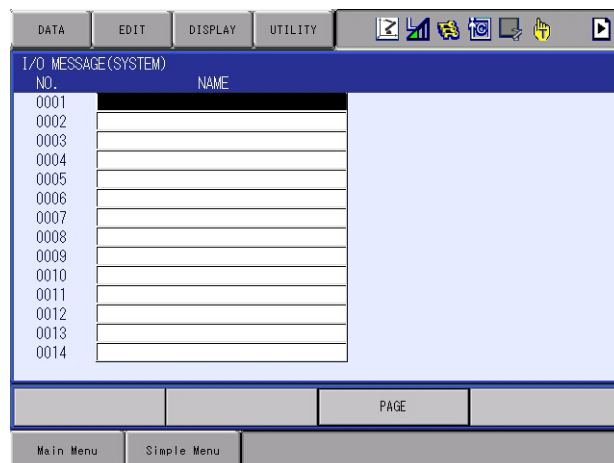 DATA EDIT DISPLAY UTILITY
I/O MESSAGE(SYSTEM)
NO. NAME
0001
0002
0003
0004
0005
0006
0007
0008
0009
0010
0011
0012
0013
0014
PAGE
Main Menu Simple Menu